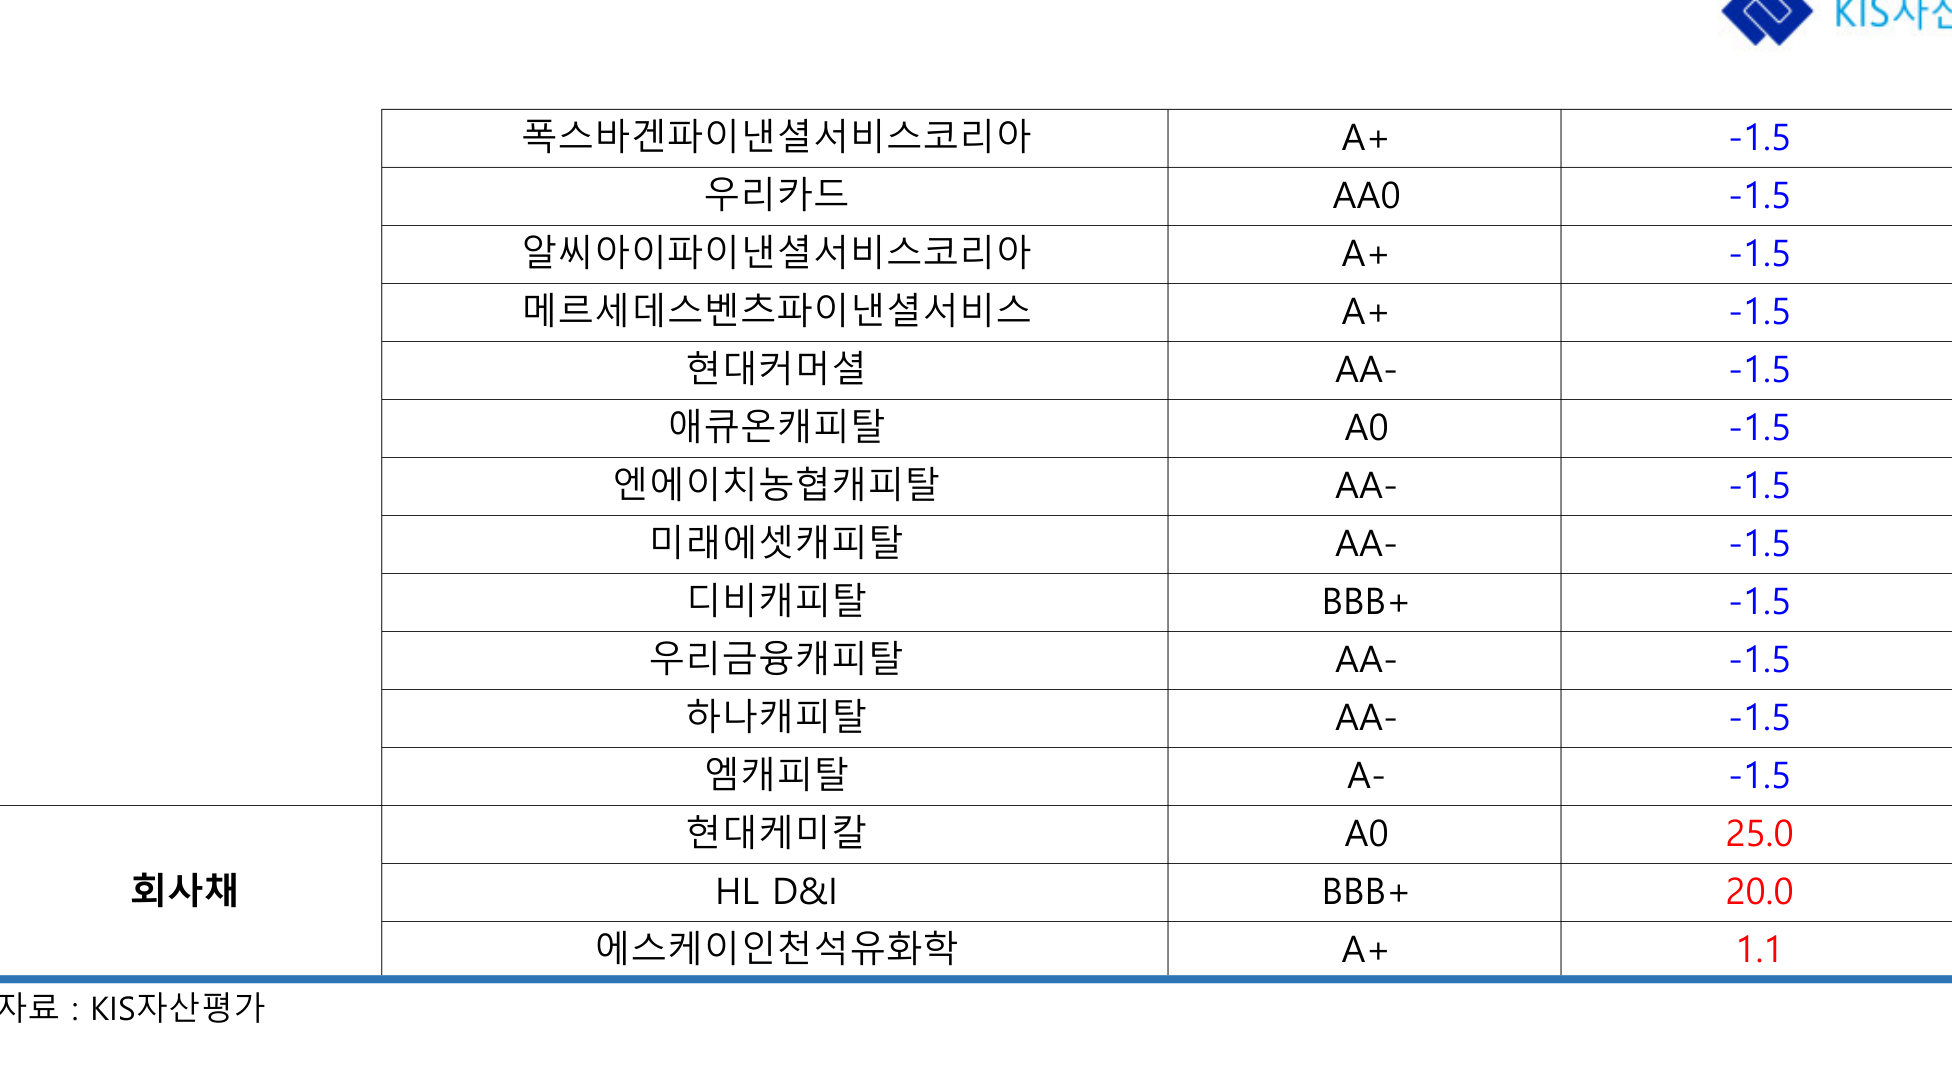 KIS자산
폭스바겐파이낸셜서비스코리아 A+ -1.5
우리카드 AA0 -1.5
알씨아이파이낸셜서비스코리아 A+ -1.5
메르세데스벤츠파이낸셜서비스 A+ -1.5
현대커머셜 AA- -1.5
애큐온캐피탈 A0 -1.5
엔에이치농협캐피탈 AA- -1.5
미래에셋캐피탈 AA- -1.5
디비캐피탈 BBB+ -1.5
우리금융캐피탈 AA- -1.5
하나캐피탈 AA- -1.5
엠캐피탈 A- -1.5
현대케미칼 A0 25.0
회사채 HL D&I BBB+ 20.0
에스케이인천석유화학 A+ 1.1
자료 : KIS자산평가